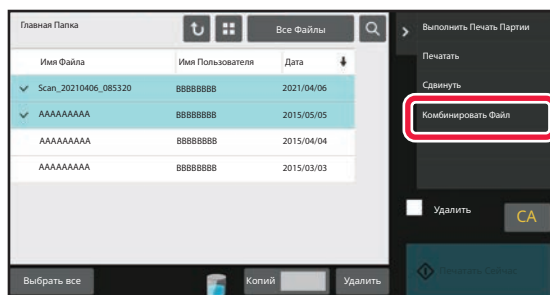 Главная Папка
Все Файлы
Имя Файла Имя Пользователя Дата
Scan_20210406_085320 BBBBBBBB 2021/04/06
AAAAAAAAA BBBBBBBB 2015/05/05
AAAAAAAAA BBBBBBBB 2015/04/04
AAAAAAAAA BBBBBBBB 2015/03/03
Выбрать все
Копий
Удалить
Выполнить Печать Партии
Печатать
Сдвинуть
Комбинировать Файл
Удалить
CA
Печатать Сейчас